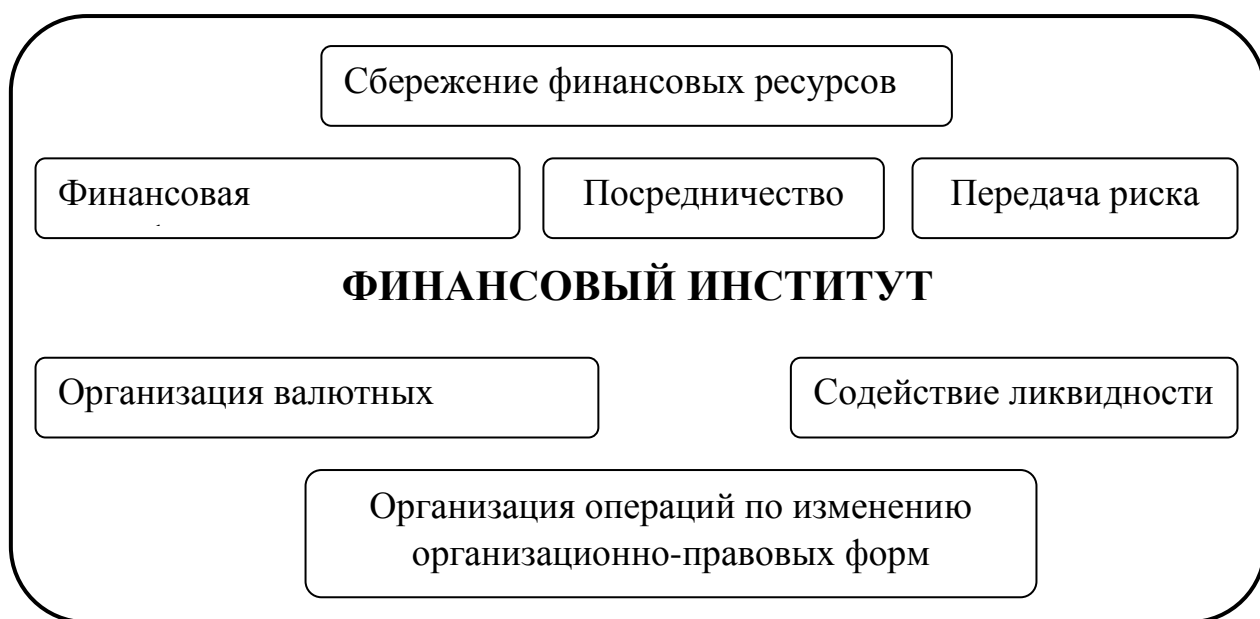 Сбережение финансовых ресурсов
Финансовая
Посредничество
Передача риска
ФИНАНСОВЫЙ ИНСТИТУТ
Организация валютных
Содействие ликвидности
Организация операций по изменению
организационно-правовых форм